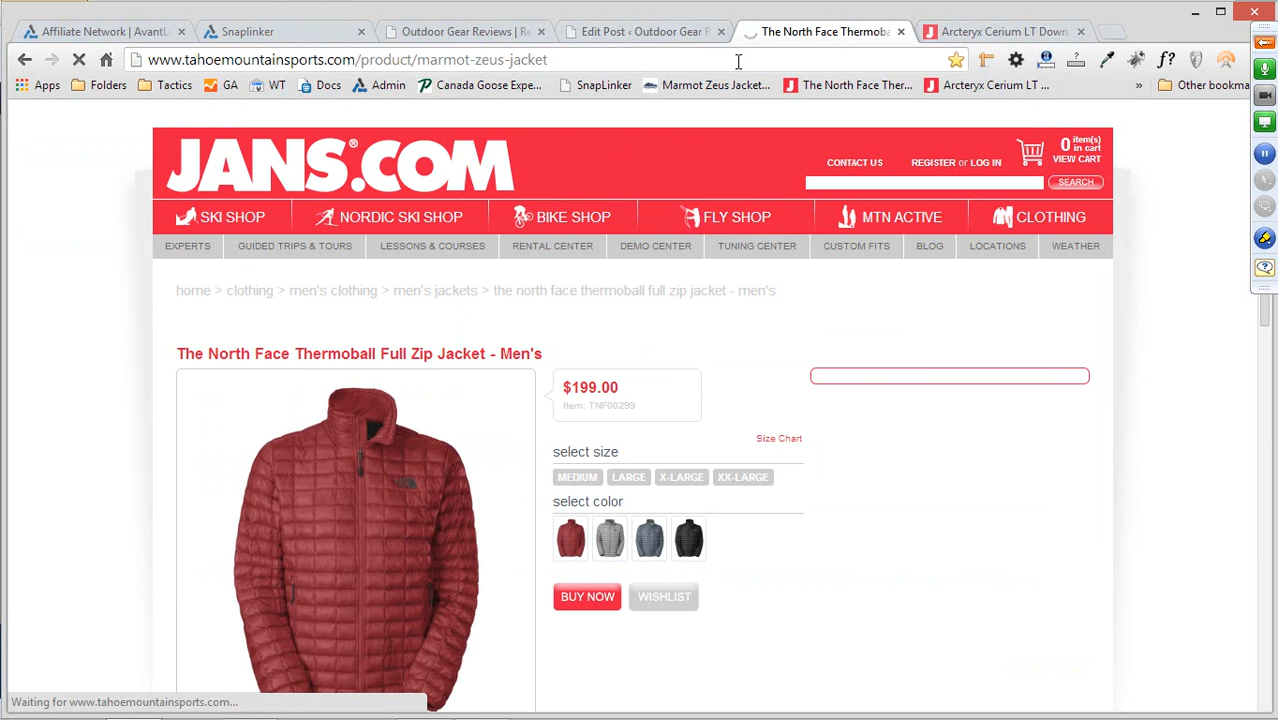 Affiliate Network | AvantL
Snaplinker
Outdoor Gear Reviews | Re
Edit Post ‹ Outdoor Gear R
The North Face Thermoba
Arcteryx Cerium LT Down
www.tahoemountainsports.com/product/marmot-zeus-jacket
f?
Apps
Folders
Tactics
GA
WT
Docs
Admin
Canada Goose Expe...
SnapLinker
Marmot Zeus Jacket...
The North Face Ther...
Arcteryx Cerium LT ...
»
Other bookma
JANS.COM
CONTACT US
REGISTER or LOG IN
0 item(s)
in cart
VIEW CART
SEARCH
SKI SHOP
NORDIC SKI SHOP
BIKE SHOP
FLY SHOP
MTN ACTIVE
CLOTHING
EXPERTS
GUIDED TRIPS & TOURS
LESSONS & COURSES
RENTAL CENTER
DEMO CENTER
TUNING CENTER
CUSTOM FITS
BLOG
LOCATIONS
WEATHER
home > clothing > men's clothing > men's jackets > the north face thermoball full zip jacket - men's
The North Face Thermoball Full Zip Jacket - Men's
$199.00
Item: TNF00299
Size Chart
select size
MEDIUM
LARGE
X-LARGE
XX-LARGE
select color
BUY NOW
WISHLIST
Waiting for www.tahoemountainsports.com...